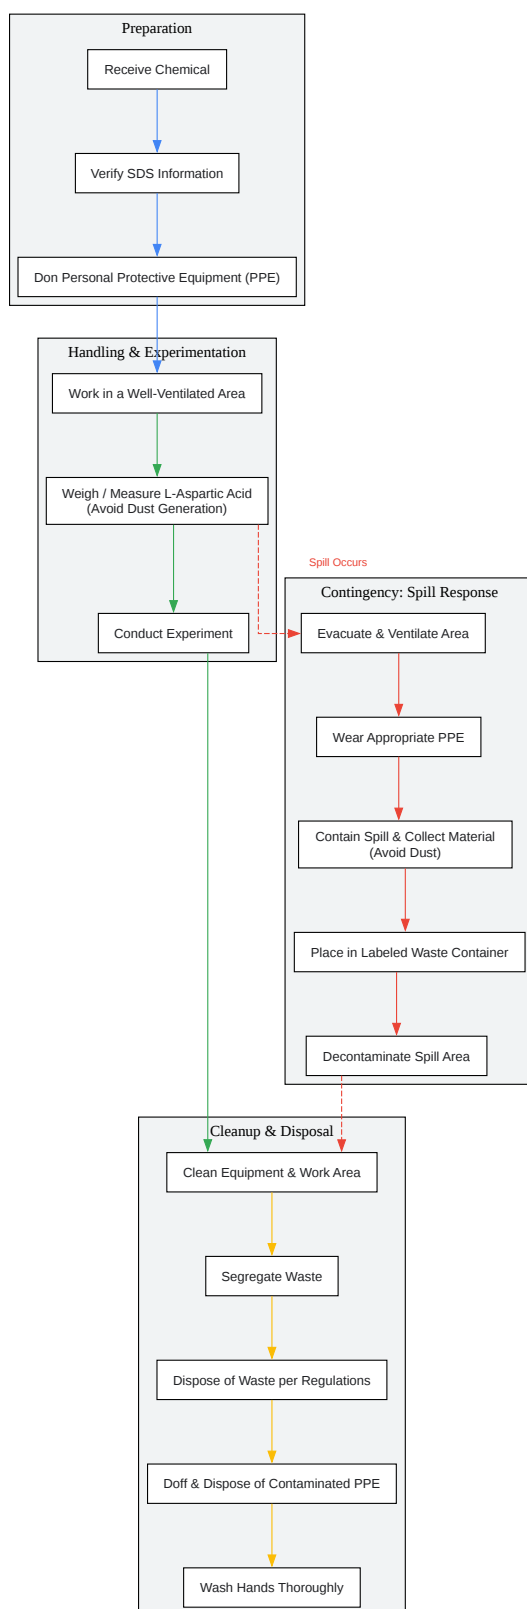 Preparation
Receive Chemical
Verify SDS Information
Don Personal Protective Equipment (PPE)
Handling & Experimentation
Work in a Well-Ventilated Area
Weigh / Measure L-Aspartic Acid
(Avoid Dust Generation)
Conduct Experiment
Spill Occurs
Contingency: Spill Response
Evacuate & Ventilate Area
Wear Appropriate PPE
Contain Spill & Collect Material
(Avoid Dust)
Place in Labeled Waste Container
Decontaminate Spill Area
Cleanup & Disposal
Clean Equipment & Work Area
Segregate Waste
Dispose of Waste per Regulations
Doff & Dispose of Contaminated PPE
Wash Hands Thoroughly